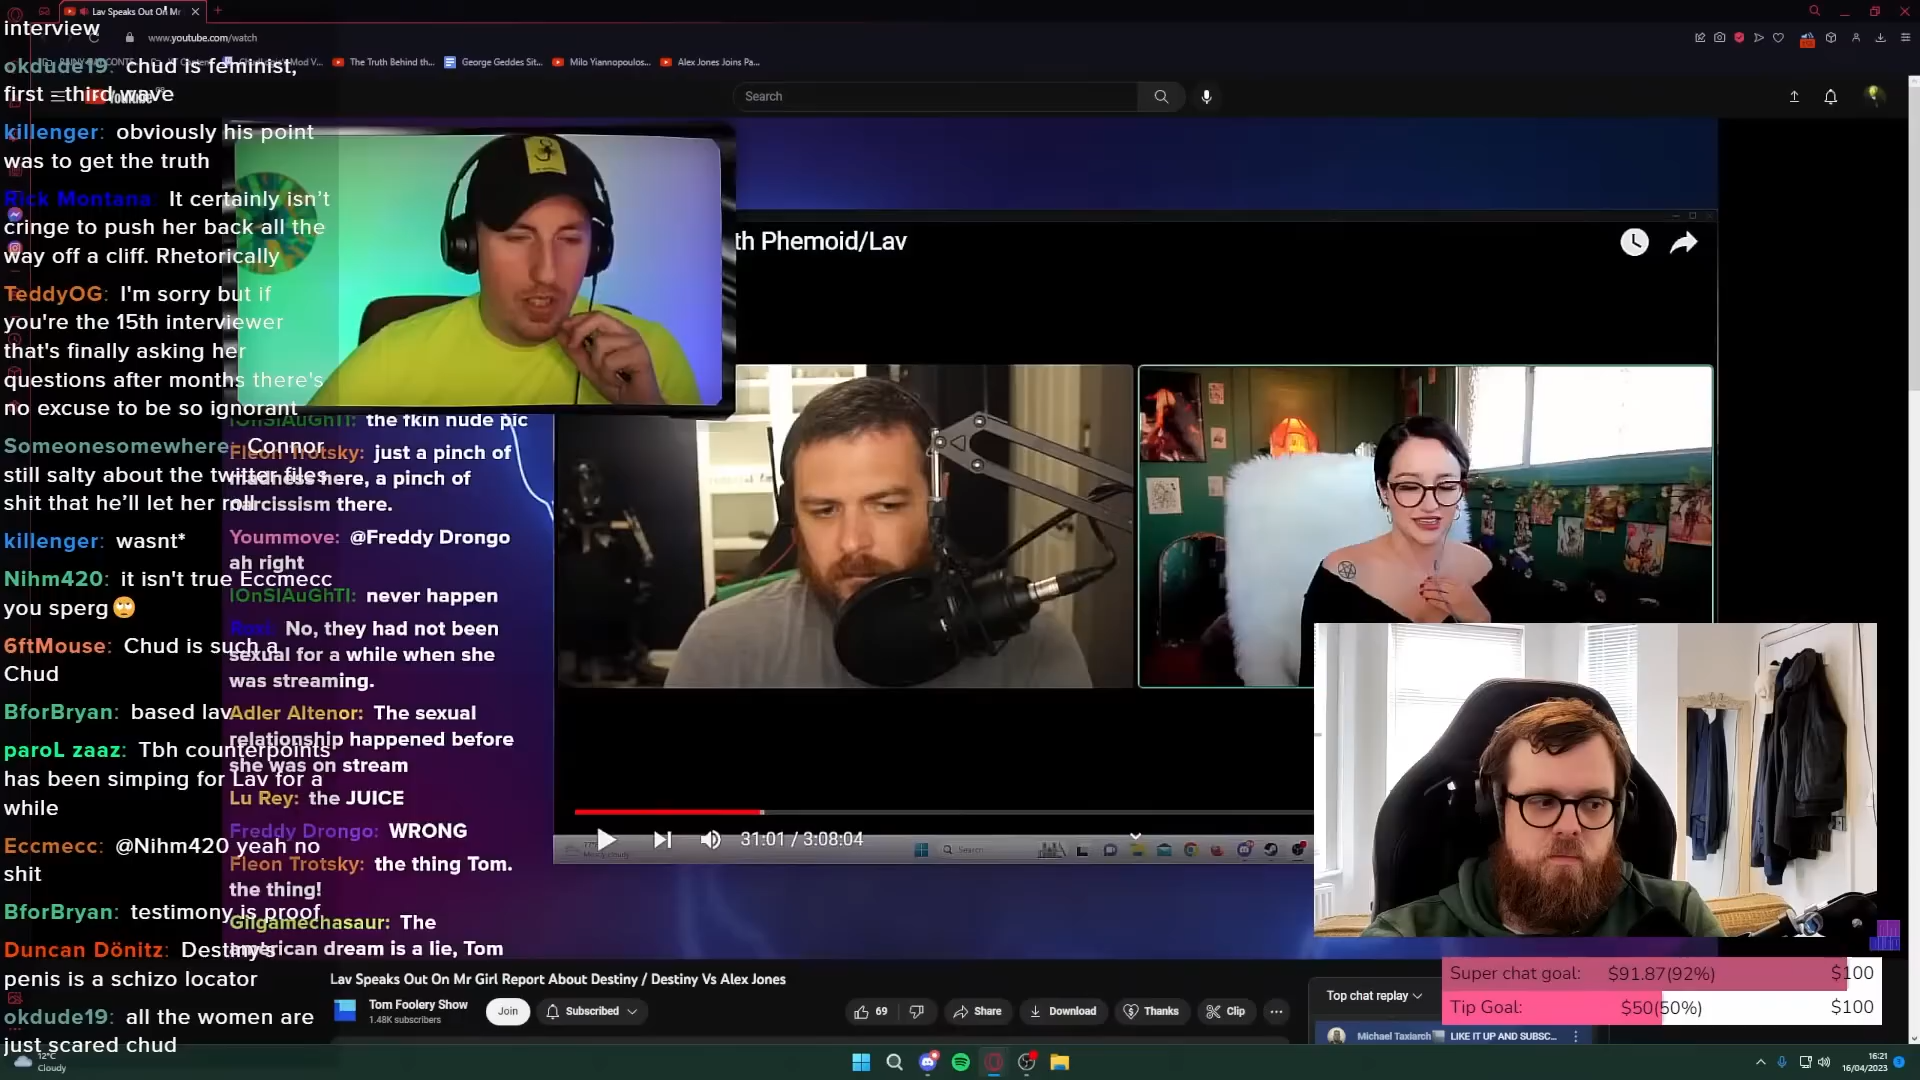 Lav Speaks Out On Mr
www.youtube.com/watch
The Truth Behind th...
George Geddes Sit...
Milo Yiannopoulos...
Alex Jones Joins Pa...
Search
interview
okdude19: chud is feminist,
first - third wave
killenger: obviously his point
was to get the truth
Rick Montana: It certainly isn't
cringe to push her back all the
way off a cliff. Rhetorically
TeddyOG: I'm sorry but if
you're the 15th interviewer
that's finally asking her
questions after months there's
no excuse to be so ignorant
Someonesomewhere: Connor
still salty about the twitter files
shit that he'll let her roll
killenger: wasnt*
Nihm420: it isn't true Eccmecc
you sperg🙄
6ftMouse: Chud is such a
Chud
BforBryan: based lav
paroL zaaz: Tbh counterpoints
has been simping for Lav for a
while
Eccmecc: @Nihm420 yeah no
shit
BforBryan: testimony is proof
Duncan Dönitz: Destiny's
penis is a schizo locator
okdude19: all the women are
just scared chud
th Phemoid/Lav
lOnSlAuGhTl: the fkin nude pic
Fleon Trotsky: just a pinch of
madness here, a pinch of
narcissism there.
Yoummove: @Freddy Drongo
ah right
lOnSlAuGhTl: never happen
No, they had not been
sexual for a while when she
was streaming.
Adler Altenor: The sexual
relationship happened before
she was on stream
Lu Rey: the JUICE
Freddy Drongo: WRONG
Fleon Trotsky: the thing Tom.
the thing!
Gilgamechasaur: The
american dream is a lie, Tom
31:01 / 3:08:04
Search
Lav Speaks Out On Mr Girl Report About Destiny / Destiny Vs Alex Jones
Tom Foolery Show
1.48K subscribers
Join
Subscribed
69
Share
Download
Thanks
Clip
Top chat replay
Michael Taxiarch LIKE IT UP AND SUBSC...
Super chat goal: $91.87(92%) $100
Tip Goal: $50(50%) $100
12°C
Cloudy
16:21
16/04/2023